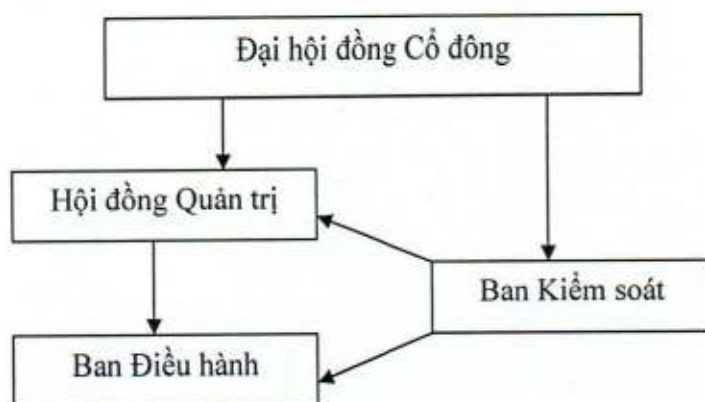 Đại hội đồng Cổ đông
Hội đồng Quản trị
Ban Kiểm soát
Ban Điều hành